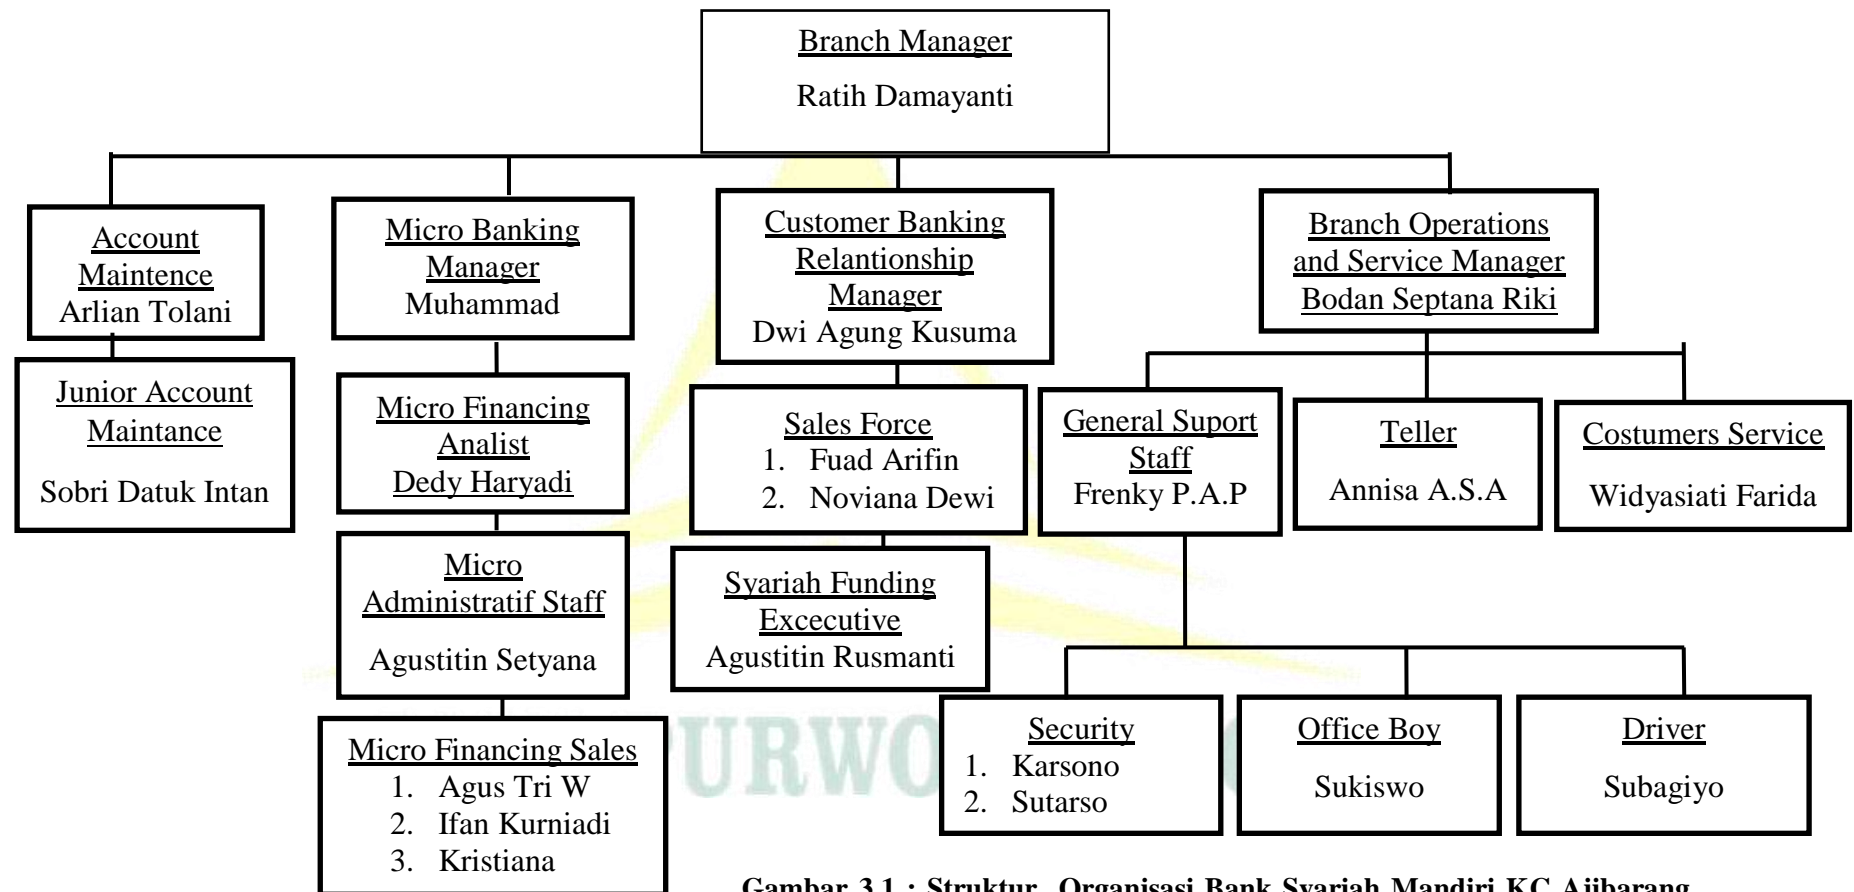 Branch Manager
Ratih Damayanti
Account
Maintence
Arlian Tolani
Junior Account
Maintance
Sobri Datuk Intan
Micro Banking
Manager
Muhammad
Micro Financing
Analist
Dedy Haryadi
Micro
Administratif Staff
Agustitin Setyana
Micro Financing Sales
1. Agus Tri W
2. Ifan Kurniadi
3. Kristiana
Customer Banking
Relantionship
Manager
Dwi Agung Kusuma
Sales Force
1. Fuad Arifin
2. Noviana Dewi
Syariah Funding
Excecutive
Agustitin Rusmanti
Branch Operations
and Service Manager
Bodan Septana Riki
General Suport
Staff
Frenky P.A.P
Teller
Annisa A.S.A
Costumers Service
Widyasiati Farida
Security
1. Karsono
2. Sutarso
Office Boy
Sukiswo
Driver
Subagiyo
Gambar 3.1 : Struktur Organisasi Bank Syariah Mandiri KC Ajibarang